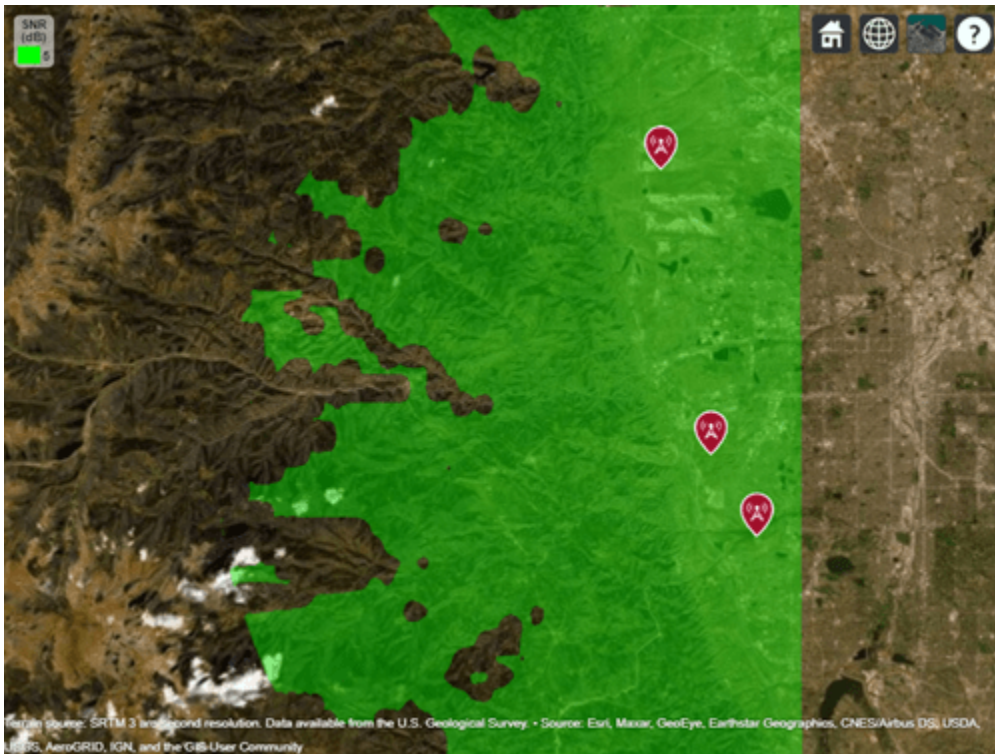 SNR
(dB)
5
?
Terrain source: SRTM 3 arc-second resolution. Data available from the U.S. Geological Survey. • Source: Esri, Maxar, GeoEye, Earthstar Geographics, CNES/Airbus DS, USDA,
USGS, AeroGRID, IGN, and the GIS User Community